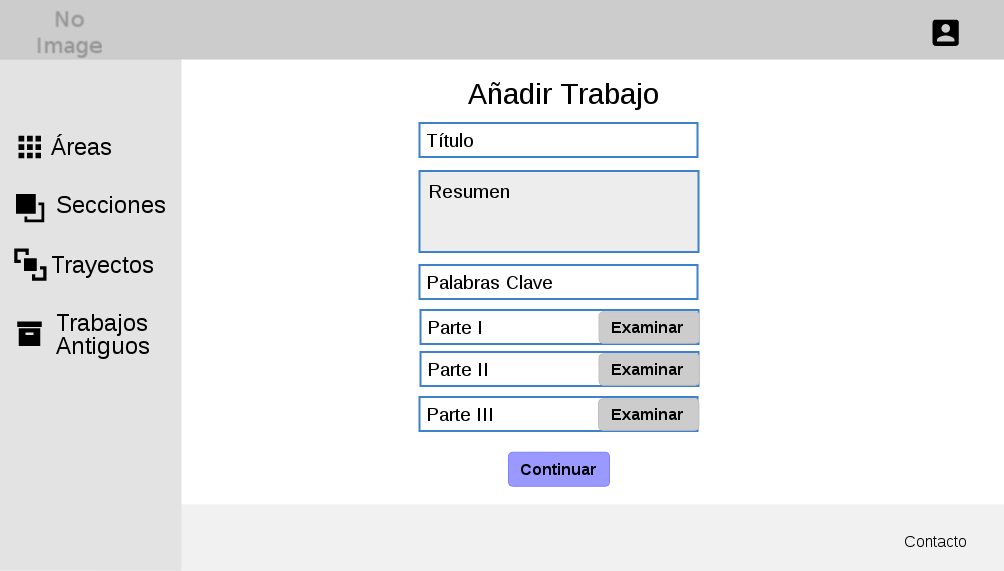 No
Image
Áreas
Secciones
Trayectos
Trabajos
Antiguos
Añadir Trabajo
Título
Resumen
Palabras Clave
Parte I
Examinar
Parte II
Examinar
Parte III
Examinar
Continuar
Contacto